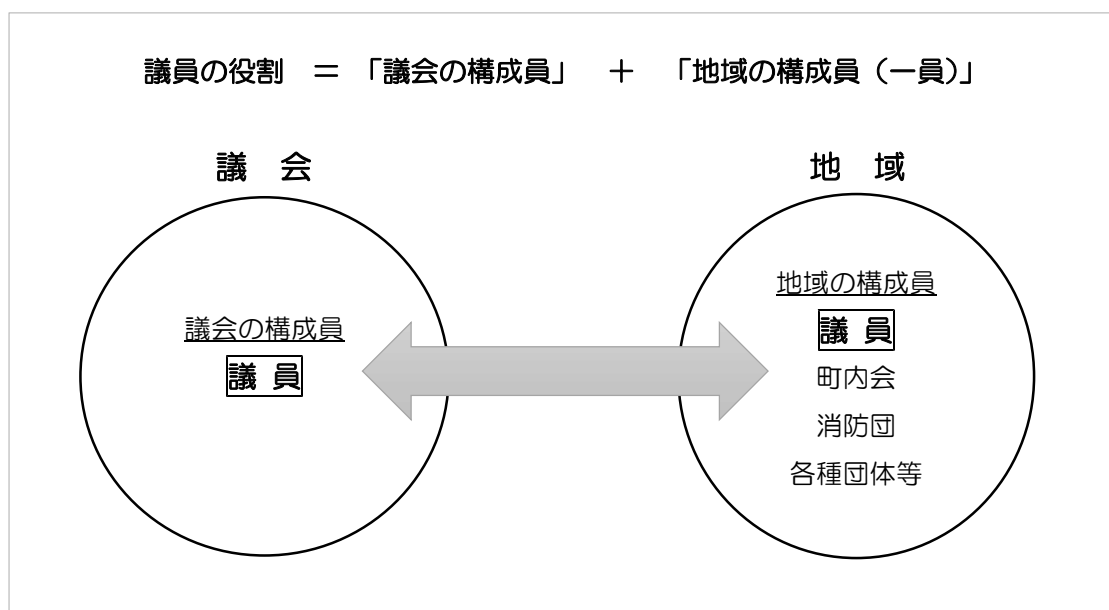 議員の役割　＝　「議会の構成員」　＋　「地域の構成員（一員）」
議　会
議会の構成員
議 員
地　域
地域の構成員
議 員
町内会
消防団
各種団体等